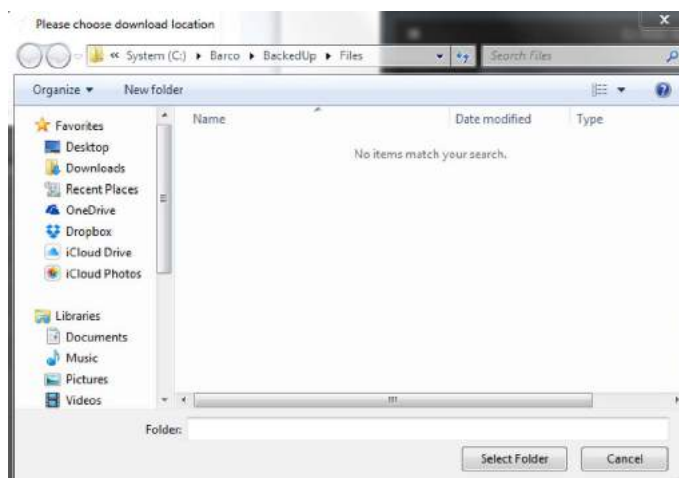 Please choose download location
« System (C:) ▸ Barco ▸ BackedUp ▸ Files
Search Files
Organize
New folder
Name
Date modified
Type
No items match your search.
Favorites
Desktop
Downloads
Recent Places
OneDrive
Dropbox
iCloud Drive
iCloud Photos
Libraries
Documents
Music
Pictures
Videos
Folder:
Select Folder
Cancel